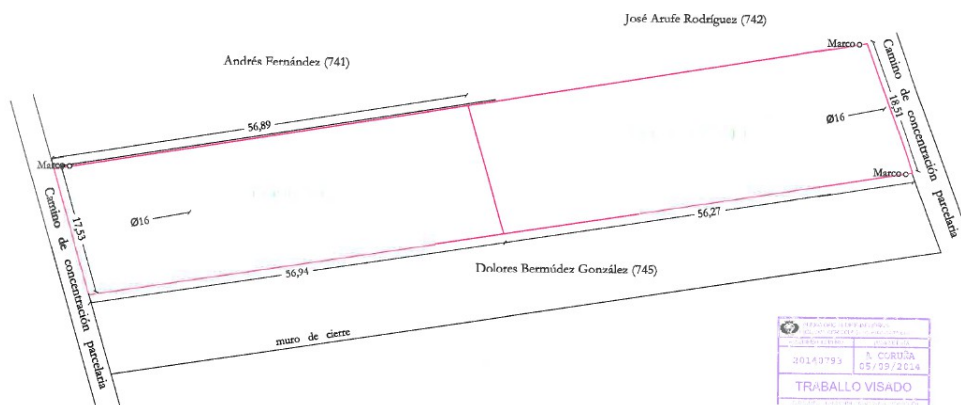 José Arufe Rodríguez (742)
Andrés Fernández (741)
Marco
Camino de concentración parcelaria
56,89
18,51
Ø16
Marco
Marco
Camino de concentración parcelaria
17,53
Ø16
56,27
56,94
Dolores Bermúdez González (745)
muro de cierre
20140793
A CORUÑA
05/09/2014
TRABALLO VISADO